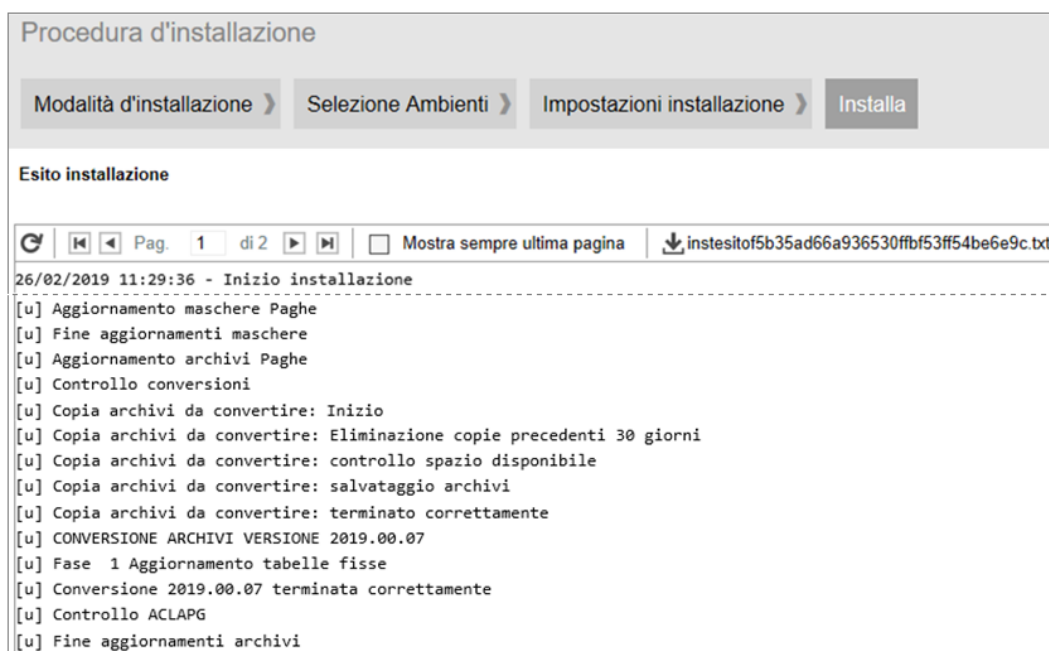 Procedura d'installazione
Modalità d'installazione Selezione Ambienti Impostazioni installazione Installa
Esito installazione
Pag. 1 di 2 Mostra sempre ultima pagina instesitof5b35ad66a936530ffbf53ff54be6e9c.txt
26/02/2019 11:29:36 - Inizio installazione
[u] Aggiornamento maschere Paghe
[u] Fine aggiornamenti maschere
[u] Aggiornamento archivi Paghe
[u] Controllo conversioni
[u] Copia archivi da convertire: Inizio
[u] Copia archivi da convertire: Eliminazione copie precedenti 30 giorni
[u] Copia archivi da convertire: controllo spazio disponibile
[u] Copia archivi da convertire: salvataggio archivi
[u] Copia archivi da convertire: terminato correttamente
[u] CONVERSIONE ARCHIVI VERSIONE 2019.00.07
[u] Fase  1 Aggiornamento tabelle fisse
[u] Conversione 2019.00.07 terminata correttamente
[u] Controllo ACLAPG
[u] Fine aggiornamenti archivi